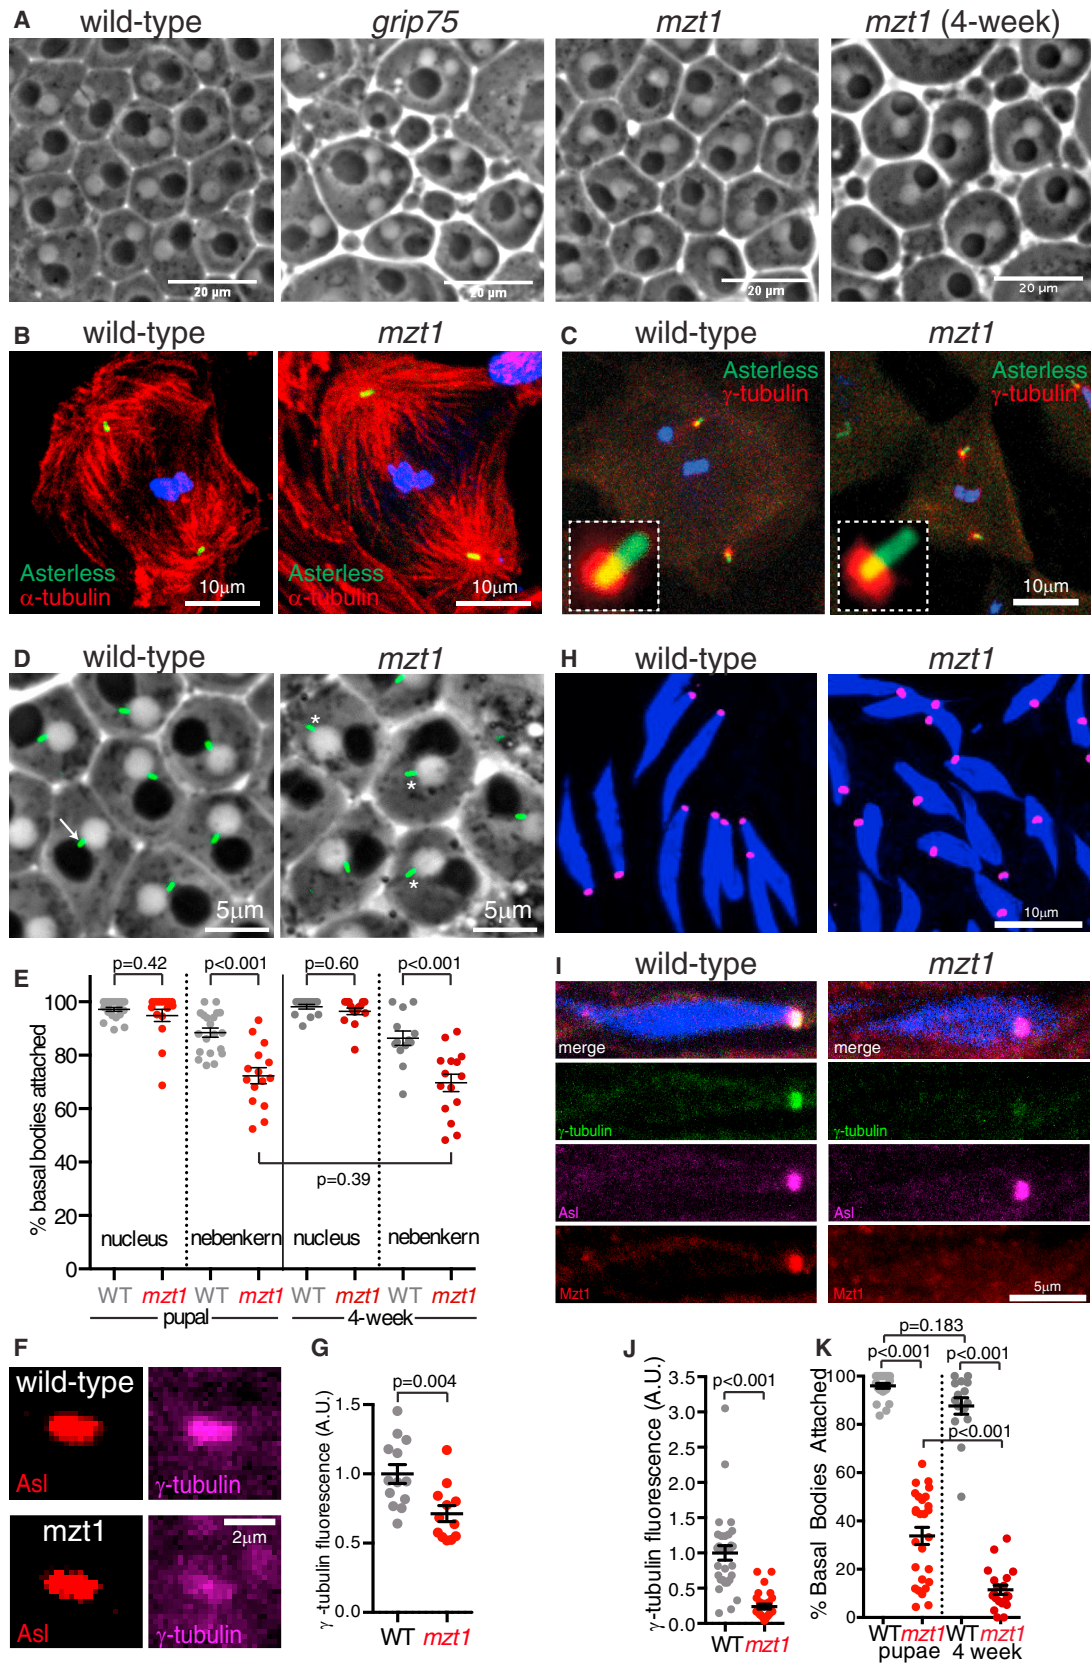 A wild-type grip75 mzt1 mzt1 (4-week)
20 µm 20 µm 20 µm 20 µm
B wild-type mzt1 C wild-type mzt1
Asterless
γ-tubulin
Asterless
γ-tubulin
Asterless
α-tubulin
10µm
Asterless
α-tubulin
10µm
10µm
D wild-type mzt1 H wild-type mzt1
*
*
*
5µm 5µm
10µm
E
p=0.42 p<0.001 p=0.60 p<0.001
% basal bodies attached
100
80
60
40
20
0
p=0.39
nucleus nebenkern nucleus nebenkern
WT mzt1 WT mzt1 WT mzt1 WT mzt1
pupal 4-week
I wild-type mzt1
merge merge
γ-tubulin γ-tubulin
Asl Asl
Mzt1 Mzt1
5µm
F
wild-type
Asl γ-tubulin
mzt1
2µm
Asl γ-tubulin
G
p=0.004
γ-tubulin fluorescence (A.U.)
1.5
1.0
0.5
0.0
WT mzt1
J
p<0.001
γ-tubulin fluorescence (A.U.)
3.5
3.0
2.5
2.0
1.5
1.0
0.5
0.0
WT mzt1
K
p=0.183
p<0.001 p<0.001
p<0.001
% Basal Bodies Attached
100
80
60
40
20
0
WT mzt1 WT mzt1
pupae 4 week